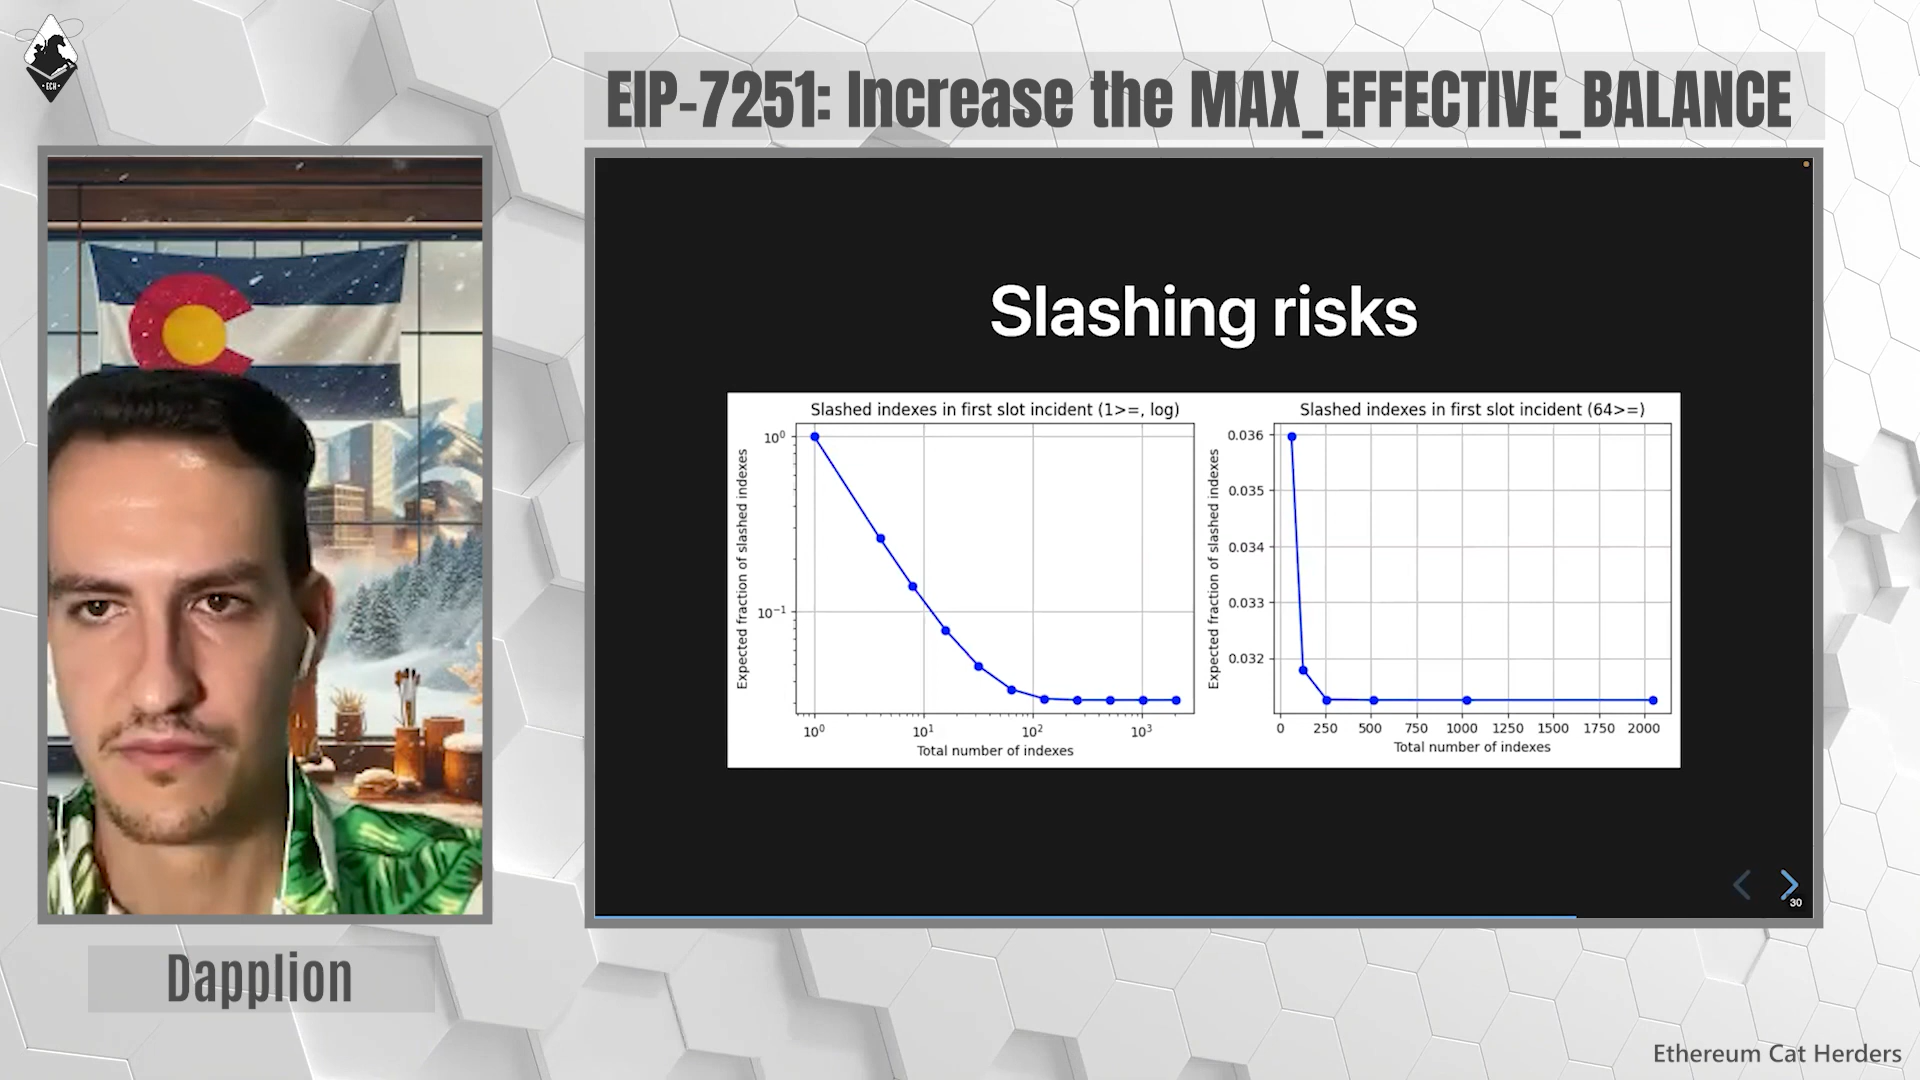 ECH
EIP-7251: Increase the MAX_EFFECTIVE_BALANCE
Slashing risks
Slashed indexes in first slot incident (1>=, log)
Expected fraction of slashed indexes
10⁰
10⁻¹
10⁰ 10¹ 10² 10³
Total number of indexes
Slashed indexes in first slot incident (64>=)
Expected fraction of slashed indexes
0.036
0.035
0.034
0.033
0.032
0 250 500 750 1000 1250 1500 1750 2000
Total number of indexes
30
Dapplion
Ethereum Cat Herders